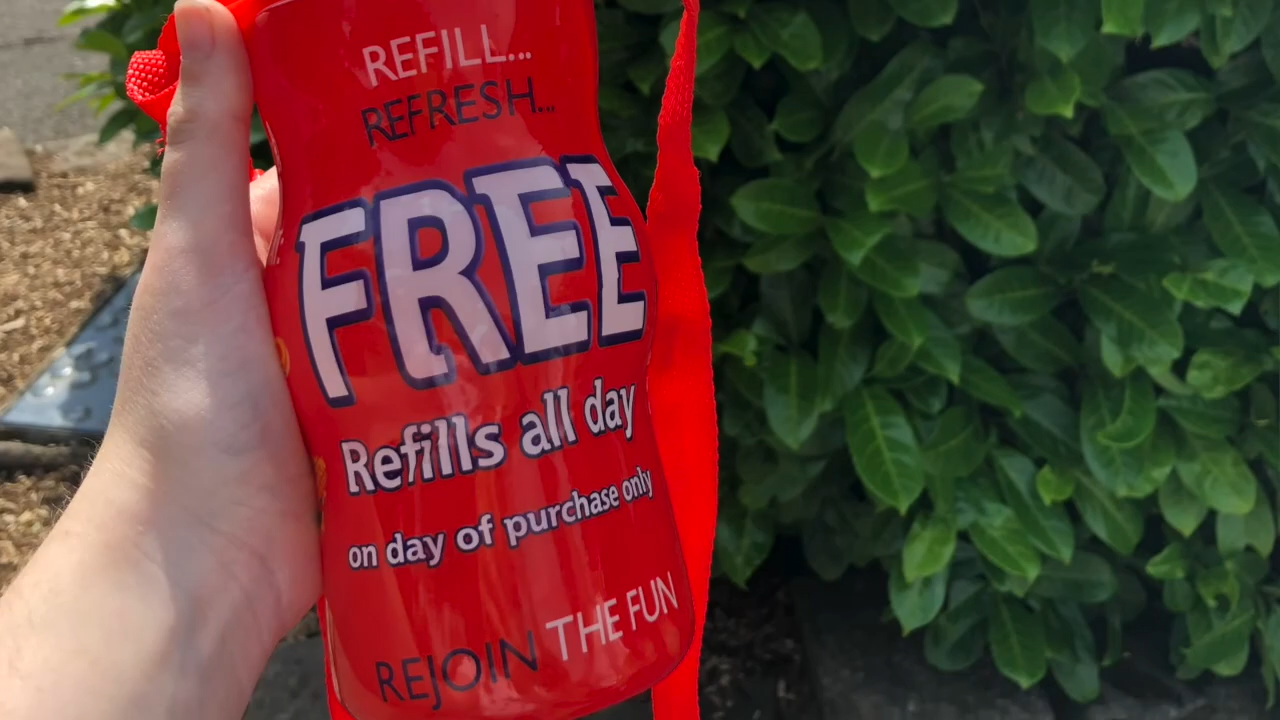 REFILL...
REFRESH...
FREE
Refills all day
on day of purchase only
REJOIN THE FUN